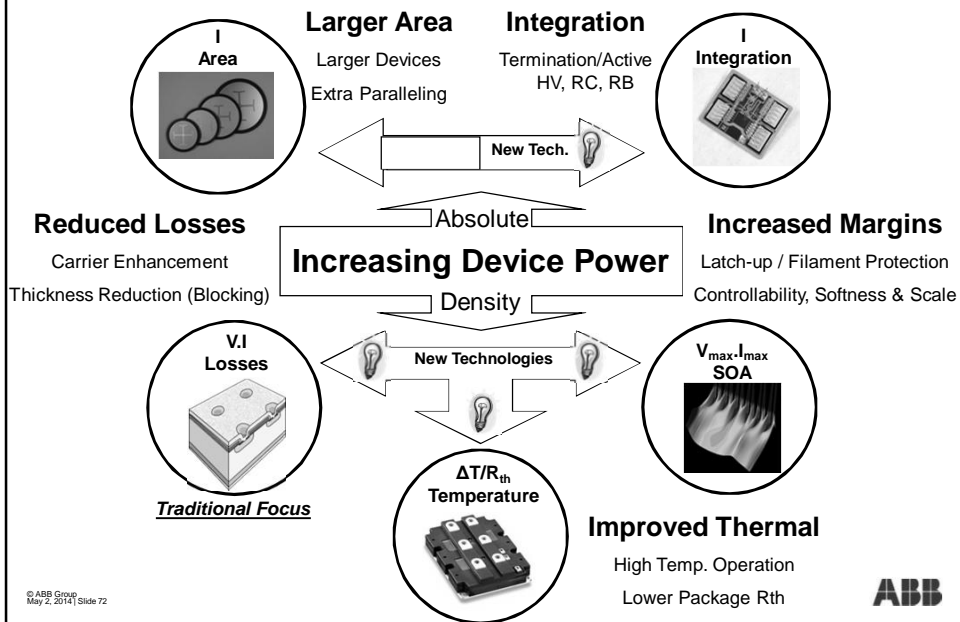 Larger Area
Larger Devices
Extra Paralleling
Integration
Termination/Active
HV, RC, RB
I
Area
I
Integration
New Tech.
Reduced Losses
Carrier Enhancement
Thickness Reduction (Blocking)
Absolute
Increasing Device Power
Density
Increased Margins
Latch-up / Filament Protection
Controllability, Softness & Scale
V.I
Losses
Traditional Focus
New Technologies
Vmax.Imax
SOA
ΔT/Rth
Temperature
Improved Thermal
High Temp. Operation
Lower Package Rth
© ABB Group
May 2, 2014 | Slide 72
ABB